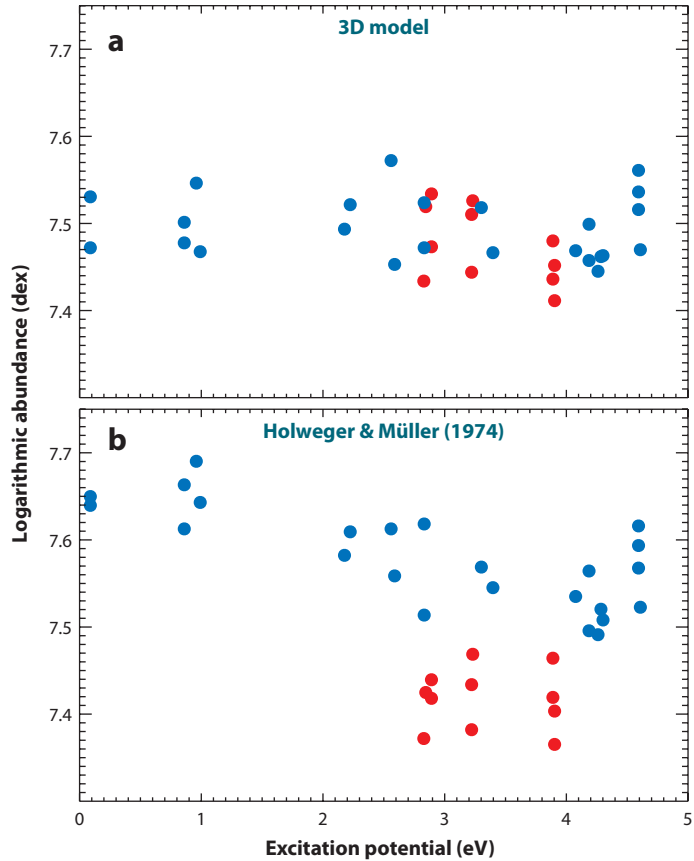 a
3D model
7.7
7.6
7.5
7.4
b
Holweger & Müller (1974)
7.7
7.6
7.5
7.4
0 1 2 3 4 5
Excitation potential (eV)
Logarithmic abundance (dex)